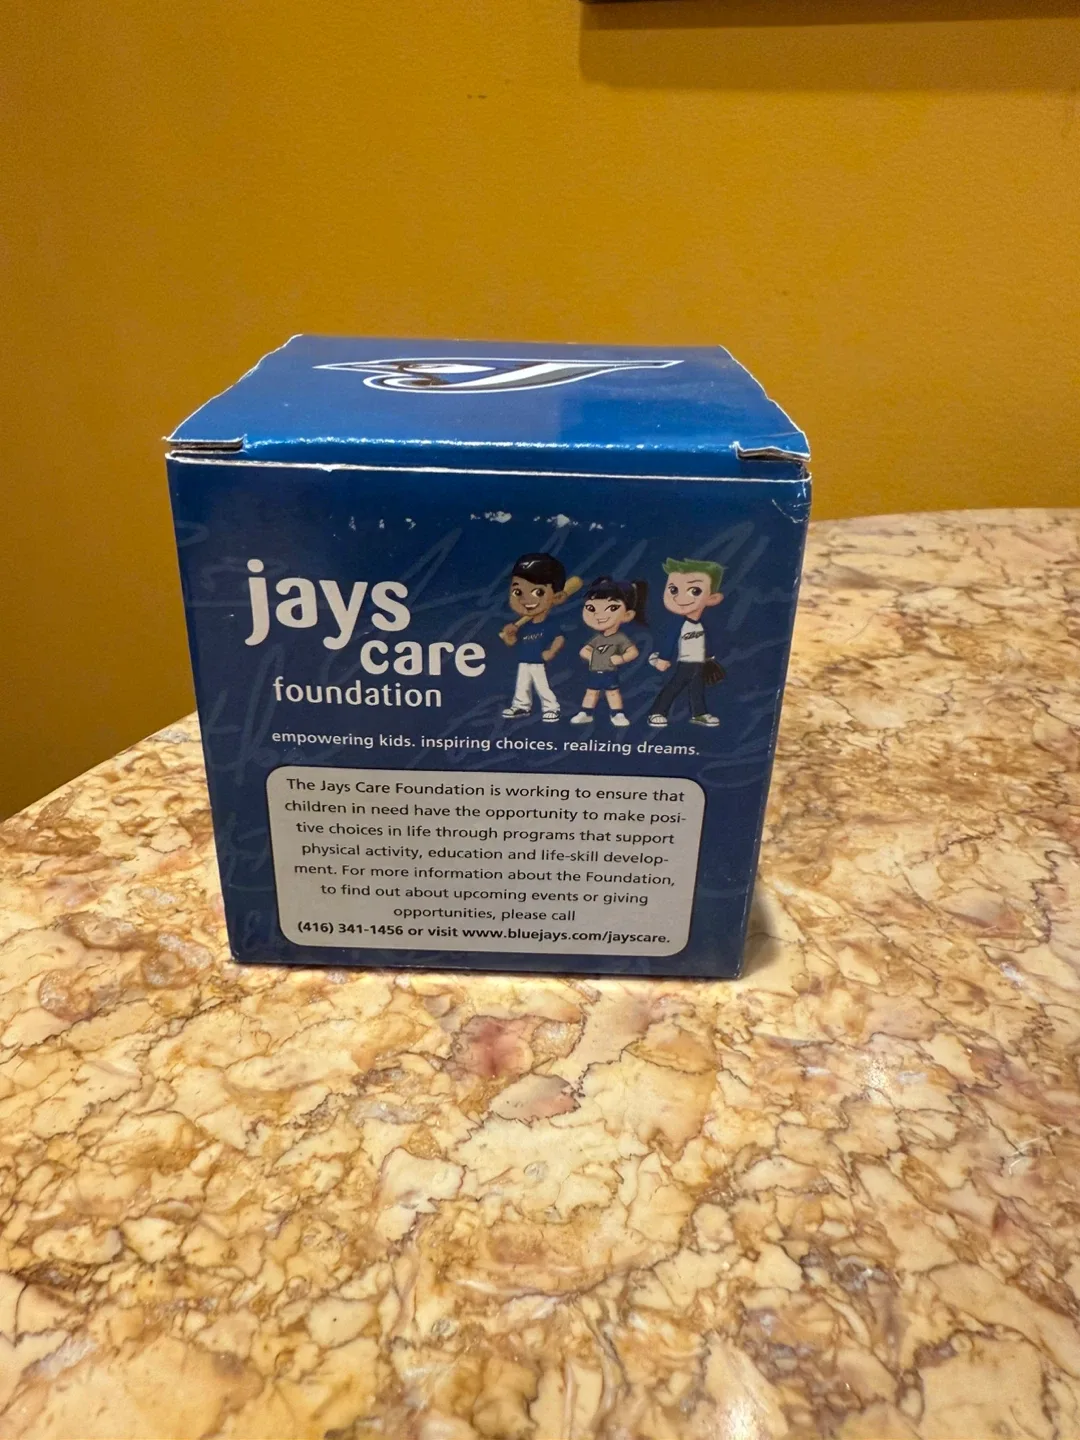 jays
care
foundation
empowering kids. inspiring choices. realizing dreams.
The Jays Care Foundation is working to ensure that
children in need have the opportunity to make posi-
tive choices in life through programs that support
physical activity, education and life-skill develop-
ment. For more information about the Foundation,
to find out about upcoming events or giving
opportunities, please call
(416) 341-1456 or visit www.bluejays.com/jayscare.